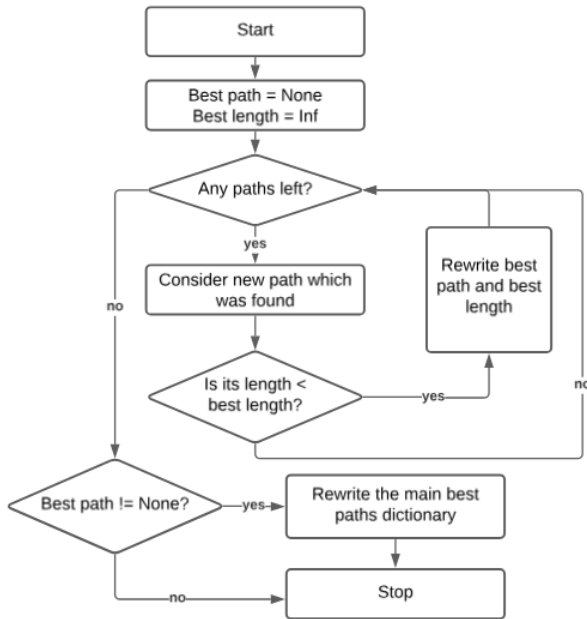 Start
Best path = None
Best length = Inf
Any paths left?
yes
Consider new path which
was found
Rewrite best
path and best
length
no
Is its length <
best length?
yes
no
Best path != None?
yes
Rewrite the main best
paths dictionary
no
Stop